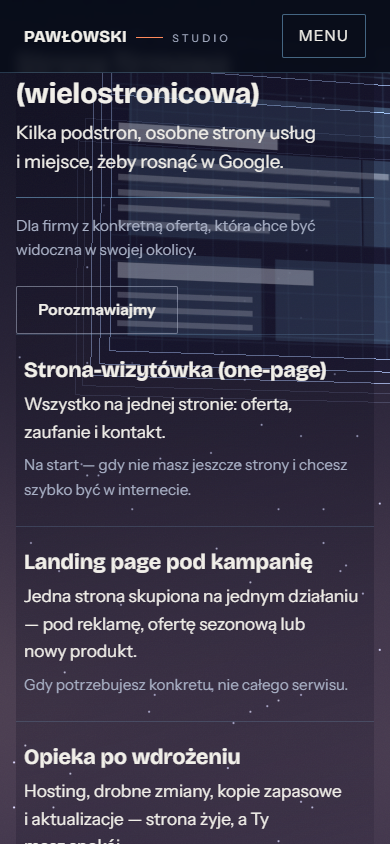 PAWŁOWSKI — STUDIO
MENU
(wielostronicowa)
Kilka podstron, osobne strony usług
i miejsce, żeby rosnąć w Google.
Dla firmy z konkretną ofertą, która chce być
widoczna w swojej okolicy.
Porozmawiajmy
Strona-wizytówka (one-page)
Wszystko na jednej stronie: oferta,
zaufanie i kontakt.
Na start — gdy nie masz jeszcze strony i chcesz
szybko być w internecie.
Landing page pod kampanię
Jedna strona skupiona na jednym działaniu
— pod reklamę, ofertę sezonową lub
nowy produkt.
Gdy potrzebujesz konkretu, nie całego serwisu.
Opieka po wdrożeniu
Hosting, drobne zmiany, kopie zapasowe
i aktualizacje — strona żyje, a Ty
masz spokój.